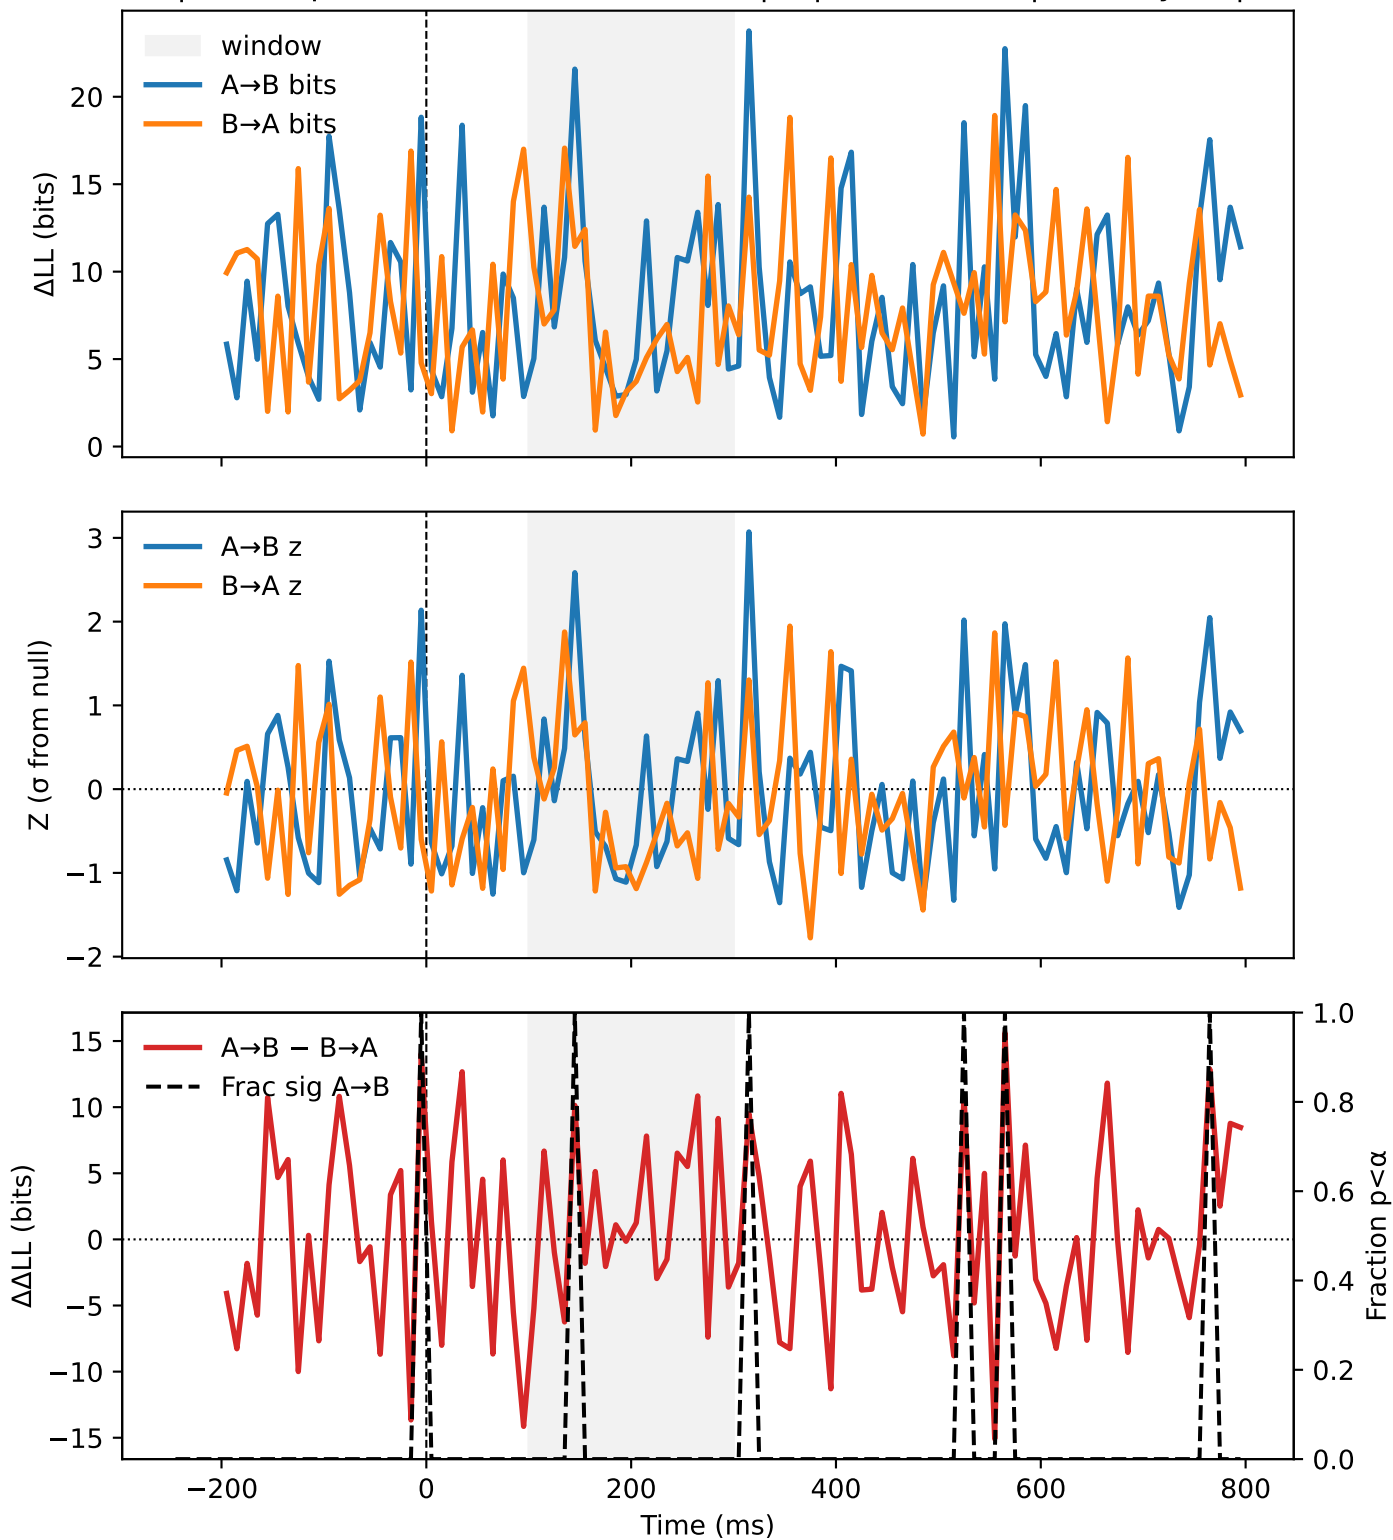 window
A→B bits
B→A bits
20
15
10
5
0
ΔLL (bits)
A→B z
B→A z
3
2
1
0
−1
−2
Z (σ from null)
A→B − B→A
Frac sig A→B
15
10
5
0
−5
−10
−15
ΔΔLL (bits)
1.0
0.8
0.6
0.4
0.2
0.0
Fraction p<α
−200 0 200 400 600 800
Time (ms)